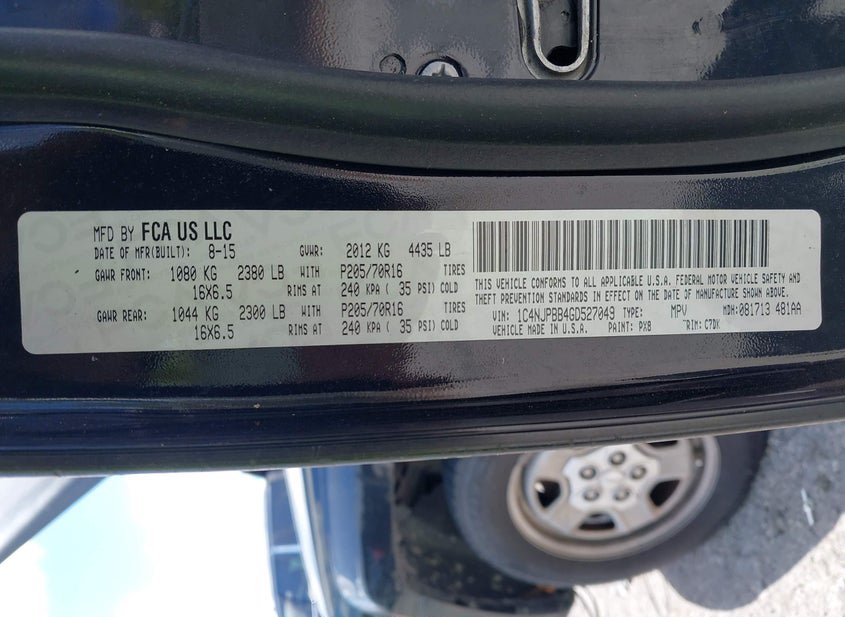 MFD BY FCA US LLC
DATE OF MFR(BUILT): 8-15 GVWR: 2012 KG 4435 LB
GAWR FRONT: 1080 KG 2380 LB WITH P205/70R16 TIRES
16X6.5 RIMS AT 240 KPA ( 35 PSI) COLD
GAWR REAR: 1044 KG 2300 LB WITH P205/70R16 TIRES
16X6.5 RIMS AT 240 KPA ( 35 PSI) COLD
THIS VEHICLE CONFORMS TO ALL APPLICABLE U.S.A. FEDERAL MOTOR VEHICLE SAFETY AND
THEFT PREVENTION STANDARDS IN EFFECT ON THE DATE OF MANUFACTURE SHOWN ABOVE.
VIN: 1C4NJPBB4GD527049 TYPE: MPV MDH: 081713 481AA
VEHICLE MADE IN U.S.A. PAINT: PX8 TRIM: C7DK